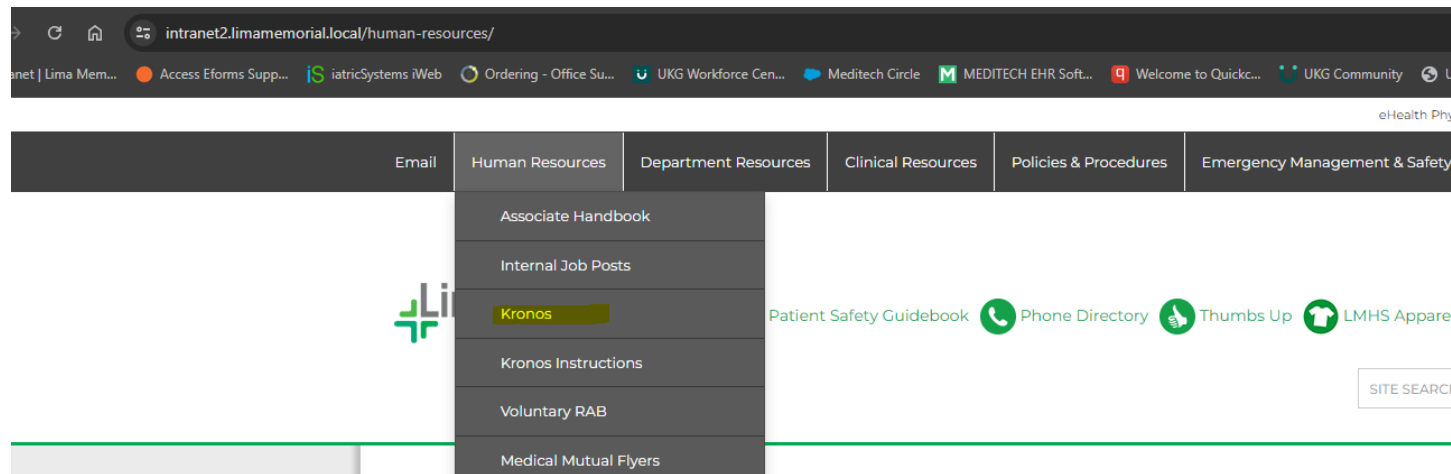 intranet2.limamemorial.local/human-resources/
anet | Lima Mem... Access Eforms Supp... iS iatricSystems iWeb Ordering - Office Su... UKG Workforce Cen... Meditech Circle M MEDITECH EHR Soft... q Welcome to Quickc... UKG Community U
eHealth Phy
Email Human Resources Department Resources Clinical Resources Policies & Procedures Emergency Management & Safety
Associate Handbook
Internal Job Posts
Li
Kronos
Patient Safety Guidebook Phone Directory Thumbs Up LMHS Appare
Kronos Instructions
SITE SEARCH
Voluntary RAB
Medical Mutual Flyers